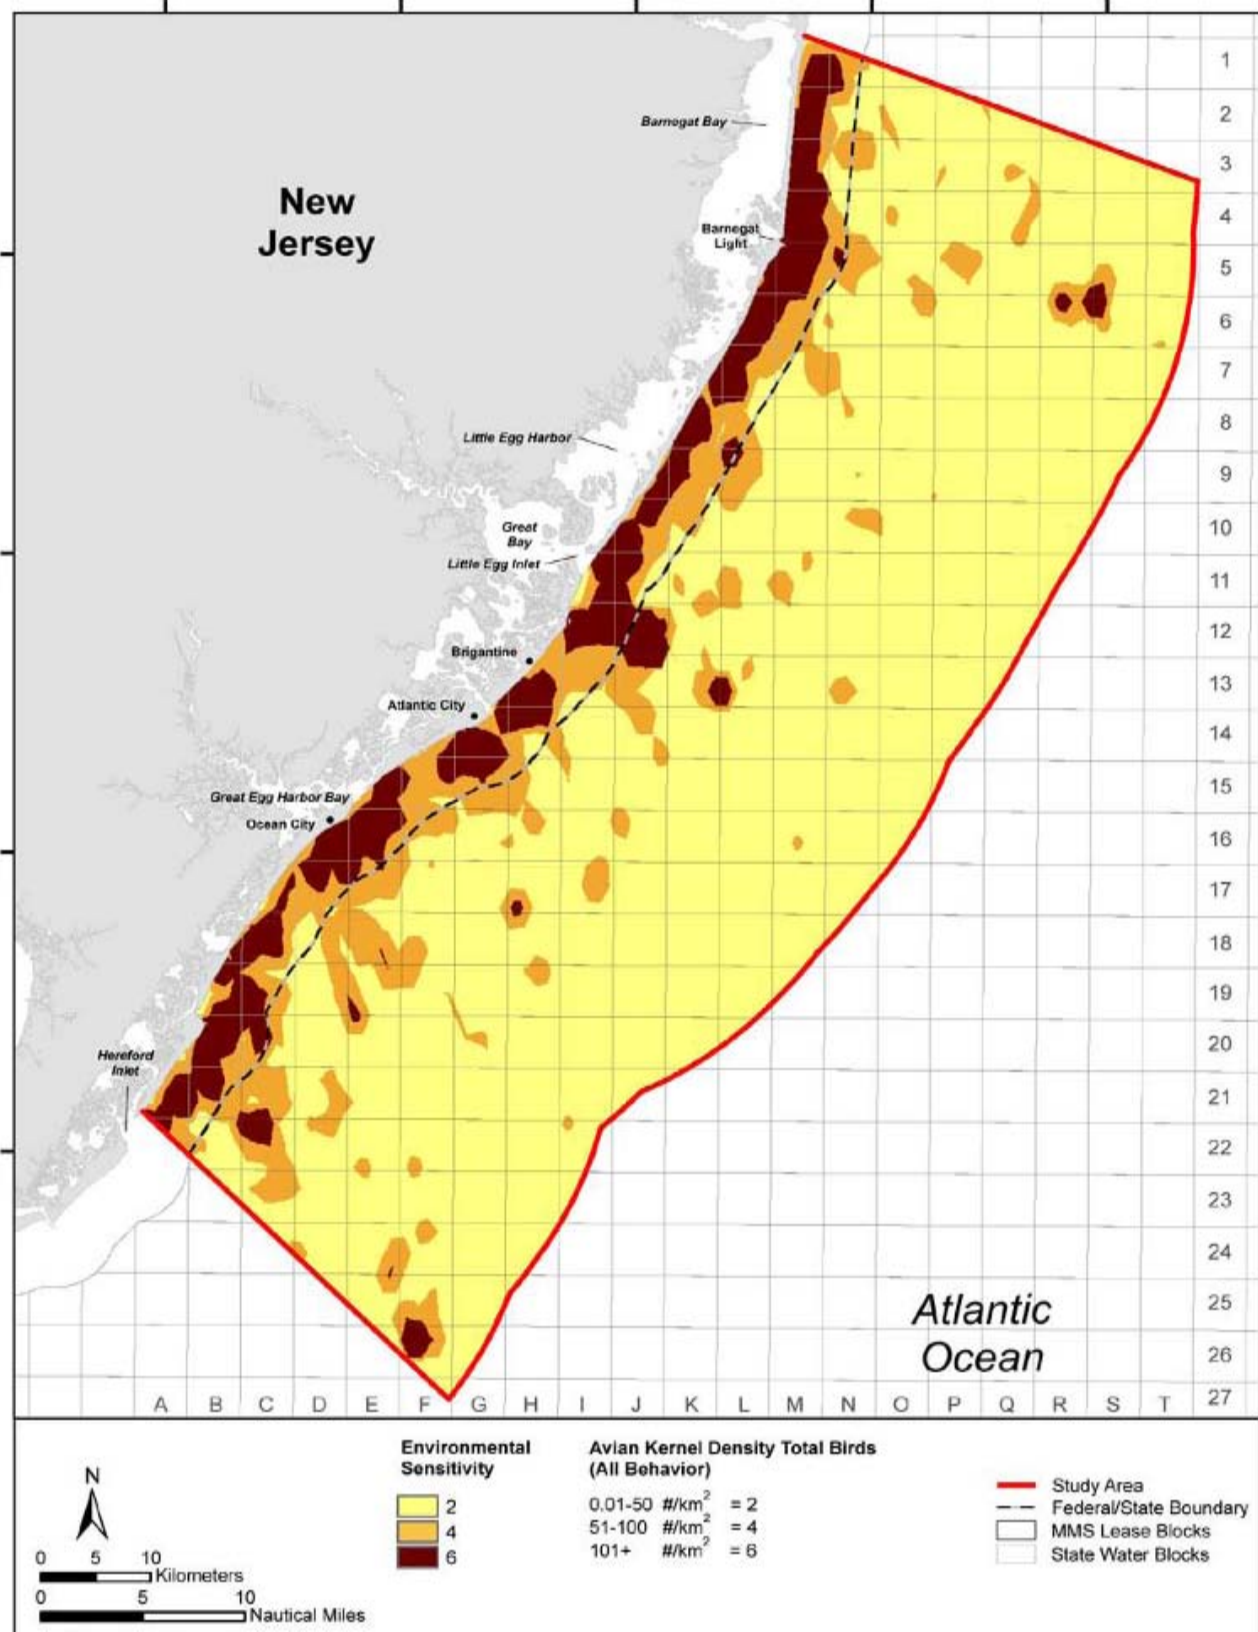 1
2
Barnogat Bay
3
New
Jersey
4
Barnegat
Light
5
6
7
8
Little Egg Harbor
9
Great
Bay
10
Little Egg Inlet
11
12
Brigantine
13
Atlantic City
14
15
Great Egg Harbor Bay
Ocean City
16
17
18
19
20
Hereford
Inlet
21
22
23
24
25
Atlantic
Ocean
26
27
A B C D E F G H I J K L M N O P Q R S T
Environmental
Sensitivity
2
4
6
Avian Kernel Density Total Birds
(All Behavior)
0.01-50 #/km² = 2
51-100 #/km² = 4
101+ #/km² = 6
Study Area
Federal/State Boundary
MMS Lease Blocks
State Water Blocks
N
0 5 10
Kilometers
0 5 10
Nautical Miles